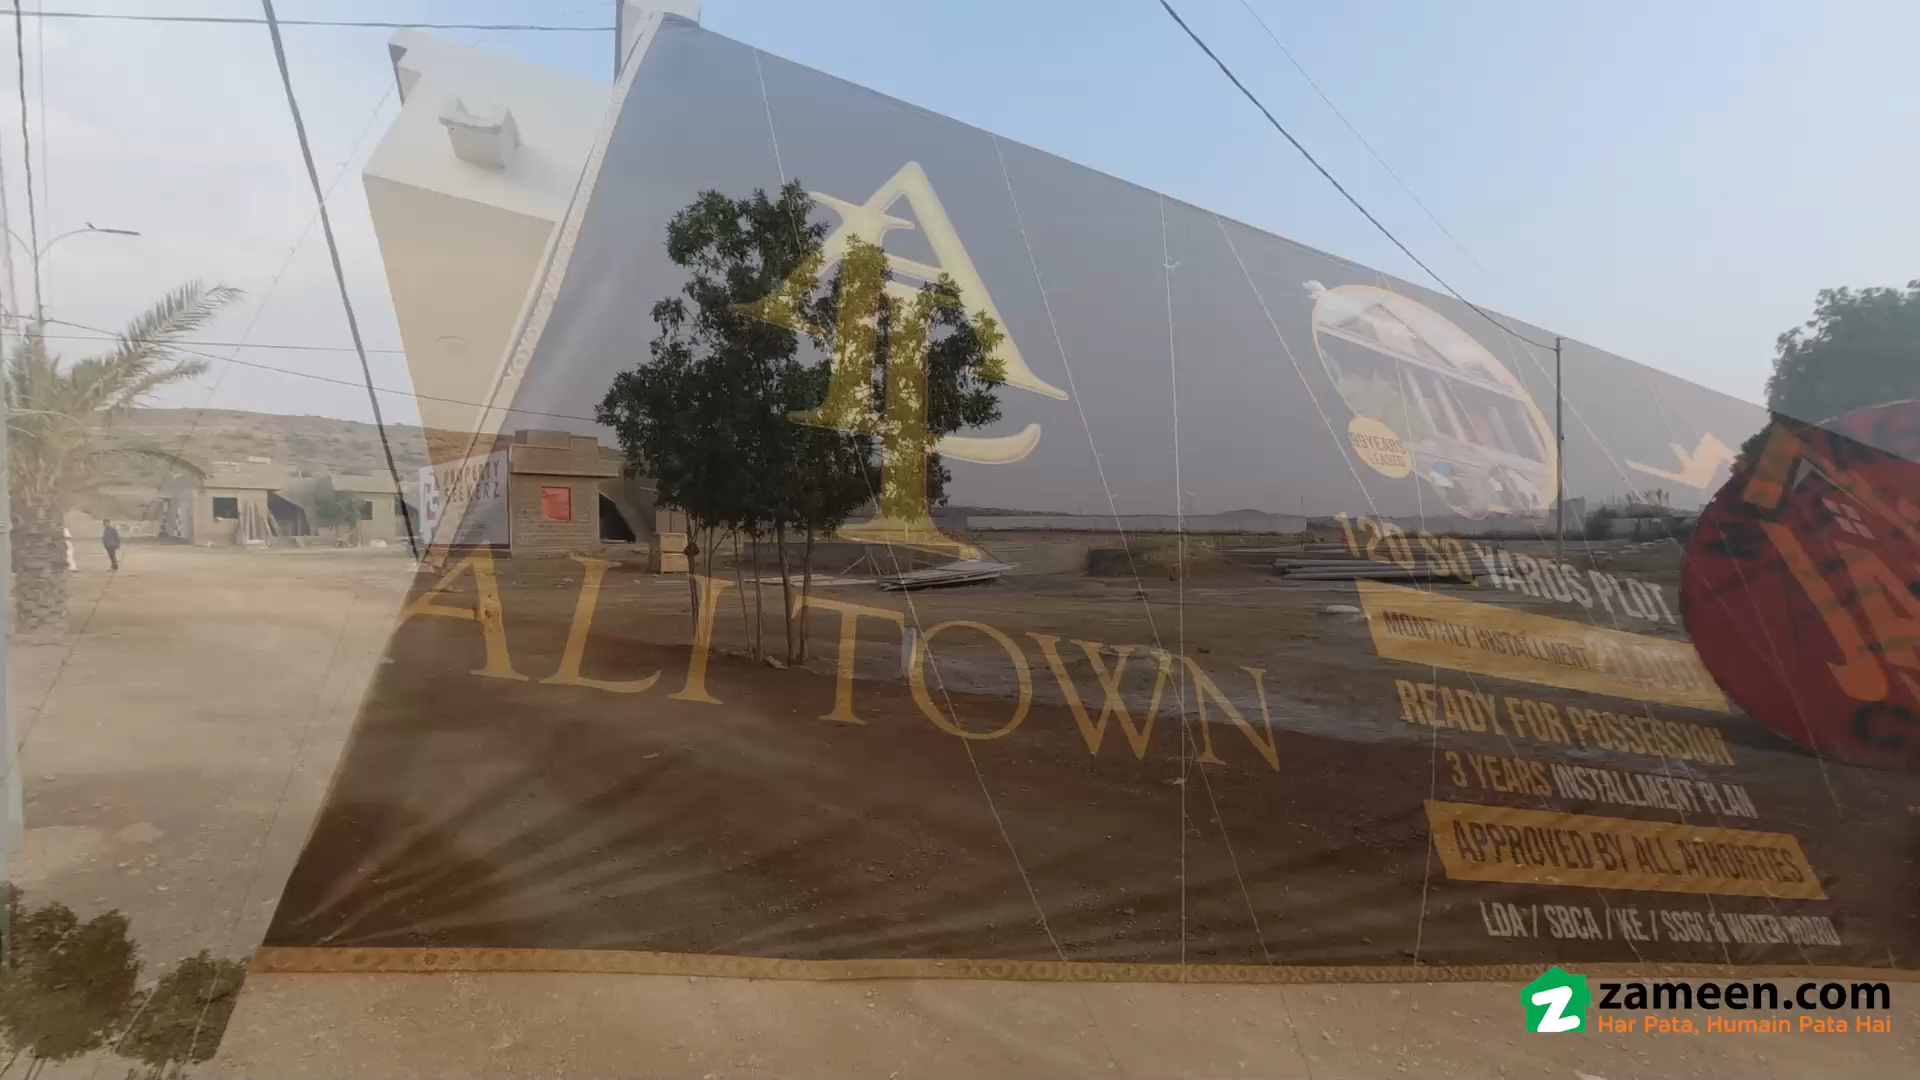 PROPERTY
SEEKERZ
ALI TOWN
99 YEARS
LEASED
120 SQ YARDS PLOT
MONTHLY INSTALLMENT
READY FOR POSSESSION
3 YEARS INSTALLMENT PLAN
APPROVED BY ALL ATHORITIES
LDA / SBCA / KE / SSGC & WATER BOARD
zameen.com
Har Pata, Humain Pata Hai